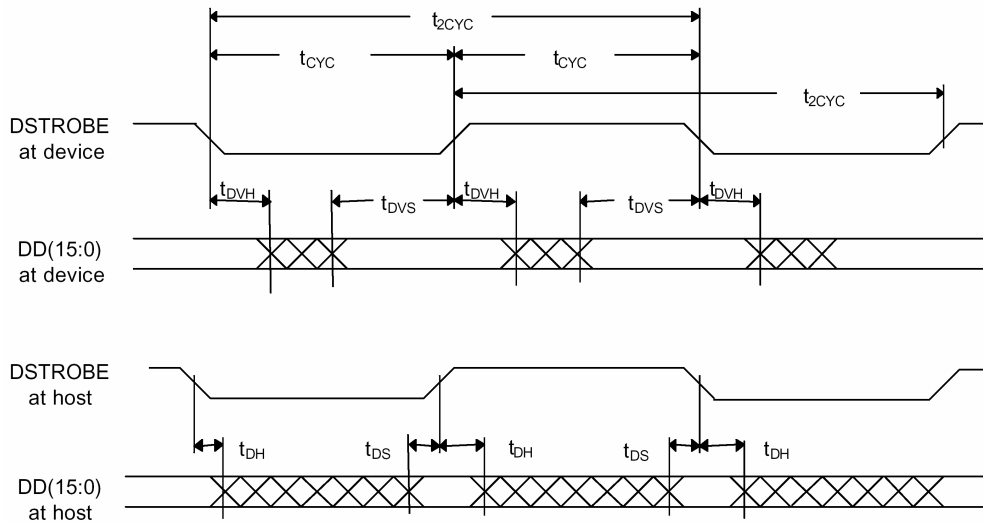 t2CYC
tCYC
tCYC
t2CYC
DSTROBE
at device
tDVH
tDVS
tDVH
tDVS
tDVH
DD(15:0)
at device
DSTROBE
at host
tDH
tDS
tDH
tDS
tDH
DD(15:0)
at host